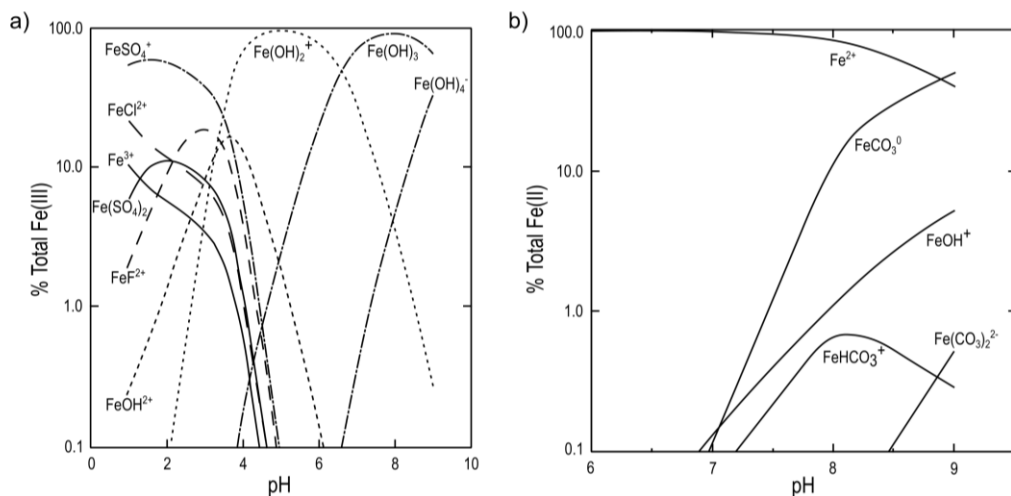 a)
% Total Fe(III)
100.0
10.0
1.0
0.1
FeSO₄⁺
FeCl²⁺
Fe³⁺
Fe(SO₄)₂
FeF²⁺
FeOH²⁺
Fe(OH)₂⁺
Fe(OH)₃
Fe(OH)₄⁻
0 2 4 6 8 10
pH
b)
% Total Fe(II)
100.0
10.0
1.0
0.1
Fe²⁺
FeCO₃⁰
FeOH⁺
FeHCO₃⁺
Fe(CO₃)₂²⁻
6 7 8 9
pH